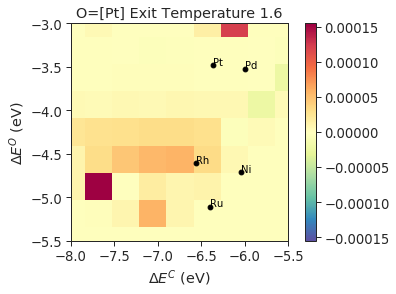 O=[Pt] Exit Temperature 1.6
−3.0
−3.5
−4.0
−4.5
−5.0
−5.5
ΔE^O (eV)
Pt
Pd
Rh
Ni
Ru
−8.0 −7.5 −7.0 −6.5 −6.0 −5.5
ΔE^C (eV)
0.00015
0.00010
0.00005
0.00000
−0.00005
−0.00010
−0.00015